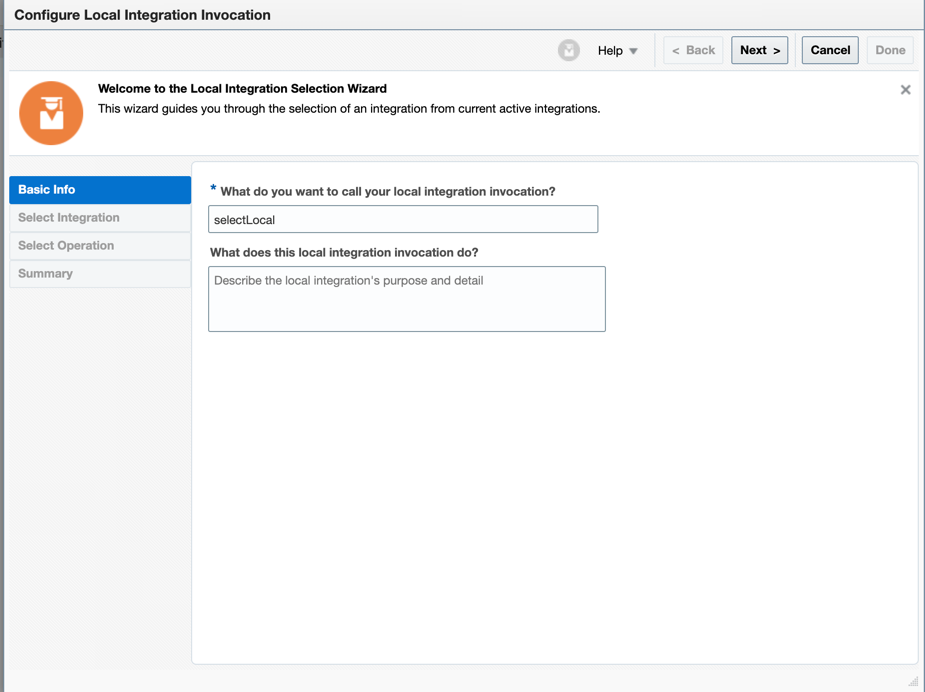 Configure Local Integration Invocation
Help
< Back
Next >
Cancel
Done
Welcome to the Local Integration Selection Wizard
This wizard guides you through the selection of an integration from current active integrations.
Basic Info
Select Integration
Select Operation
Summary
* What do you want to call your local integration invocation?
selectLocal
What does this local integration invocation do?
Describe the local integration's purpose and detail